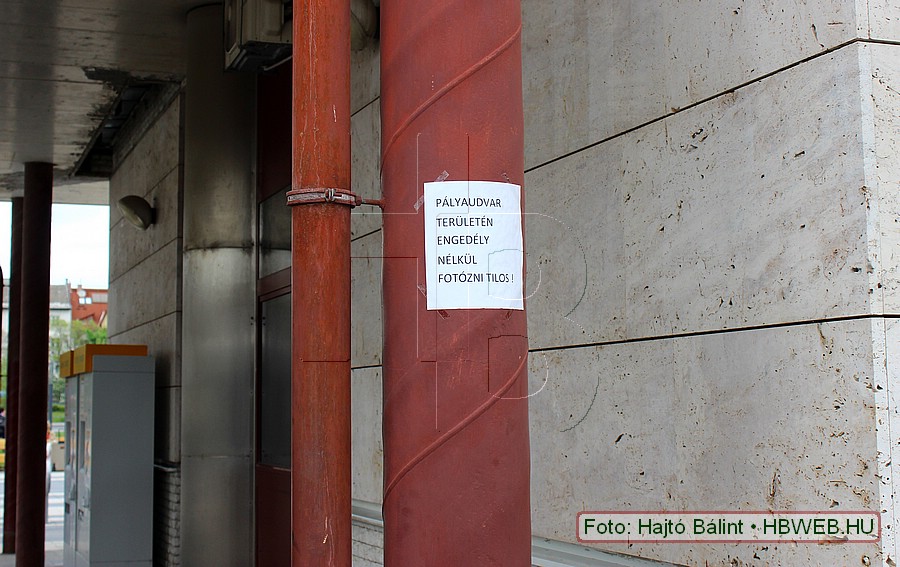 PÁLYAUDVAR
TERÜLETÉN
ENGEDÉLY
NÉLKÜL
FOTÓZNI TILOS !
Foto: Hajtó Bálint • HBWEB.HU